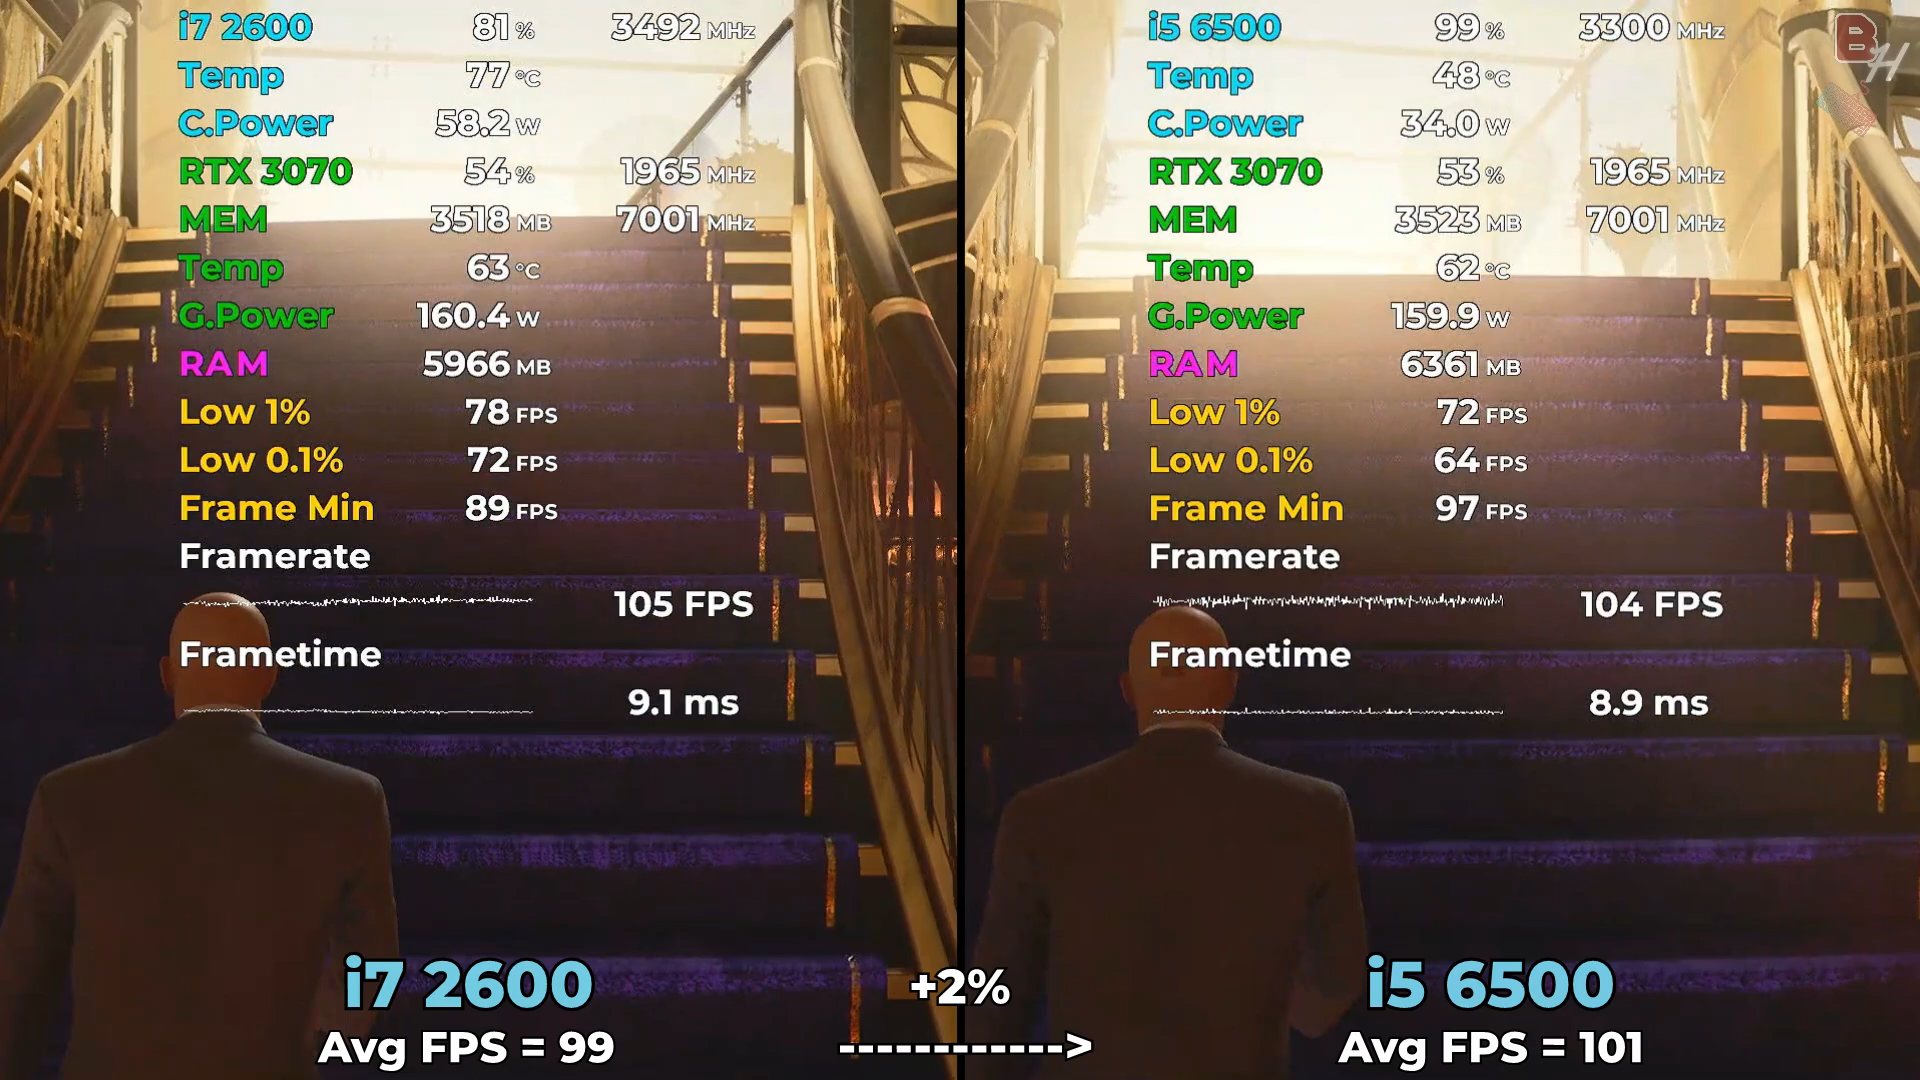 i7 2600 81 % 3492 MHz
Temp 77 °C
C.Power 58.2 W
RTX 3070 54 % 1965 MHz
MEM 3518 MB 7001 MHz
Temp 63 °C
G.Power 160.4 W
RAM 5966 MB
Low 1% 78 FPS
Low 0.1% 72 FPS
Frame Min 89 FPS
Framerate
105 FPS
Frametime
9.1 ms
i7 2600
Avg FPS = 99
+2%
------------>
i5 6500 99 % 3300 MHz
Temp 48 °C
C.Power 34.0 W
RTX 3070 53 % 1965 MHz
MEM 3523 MB 7001 MHz
Temp 62 °C
G.Power 159.9 W
RAM 6361 MB
Low 1% 72 FPS
Low 0.1% 64 FPS
Frame Min 97 FPS
Framerate
104 FPS
Frametime
8.9 ms
i5 6500
Avg FPS = 101
BH